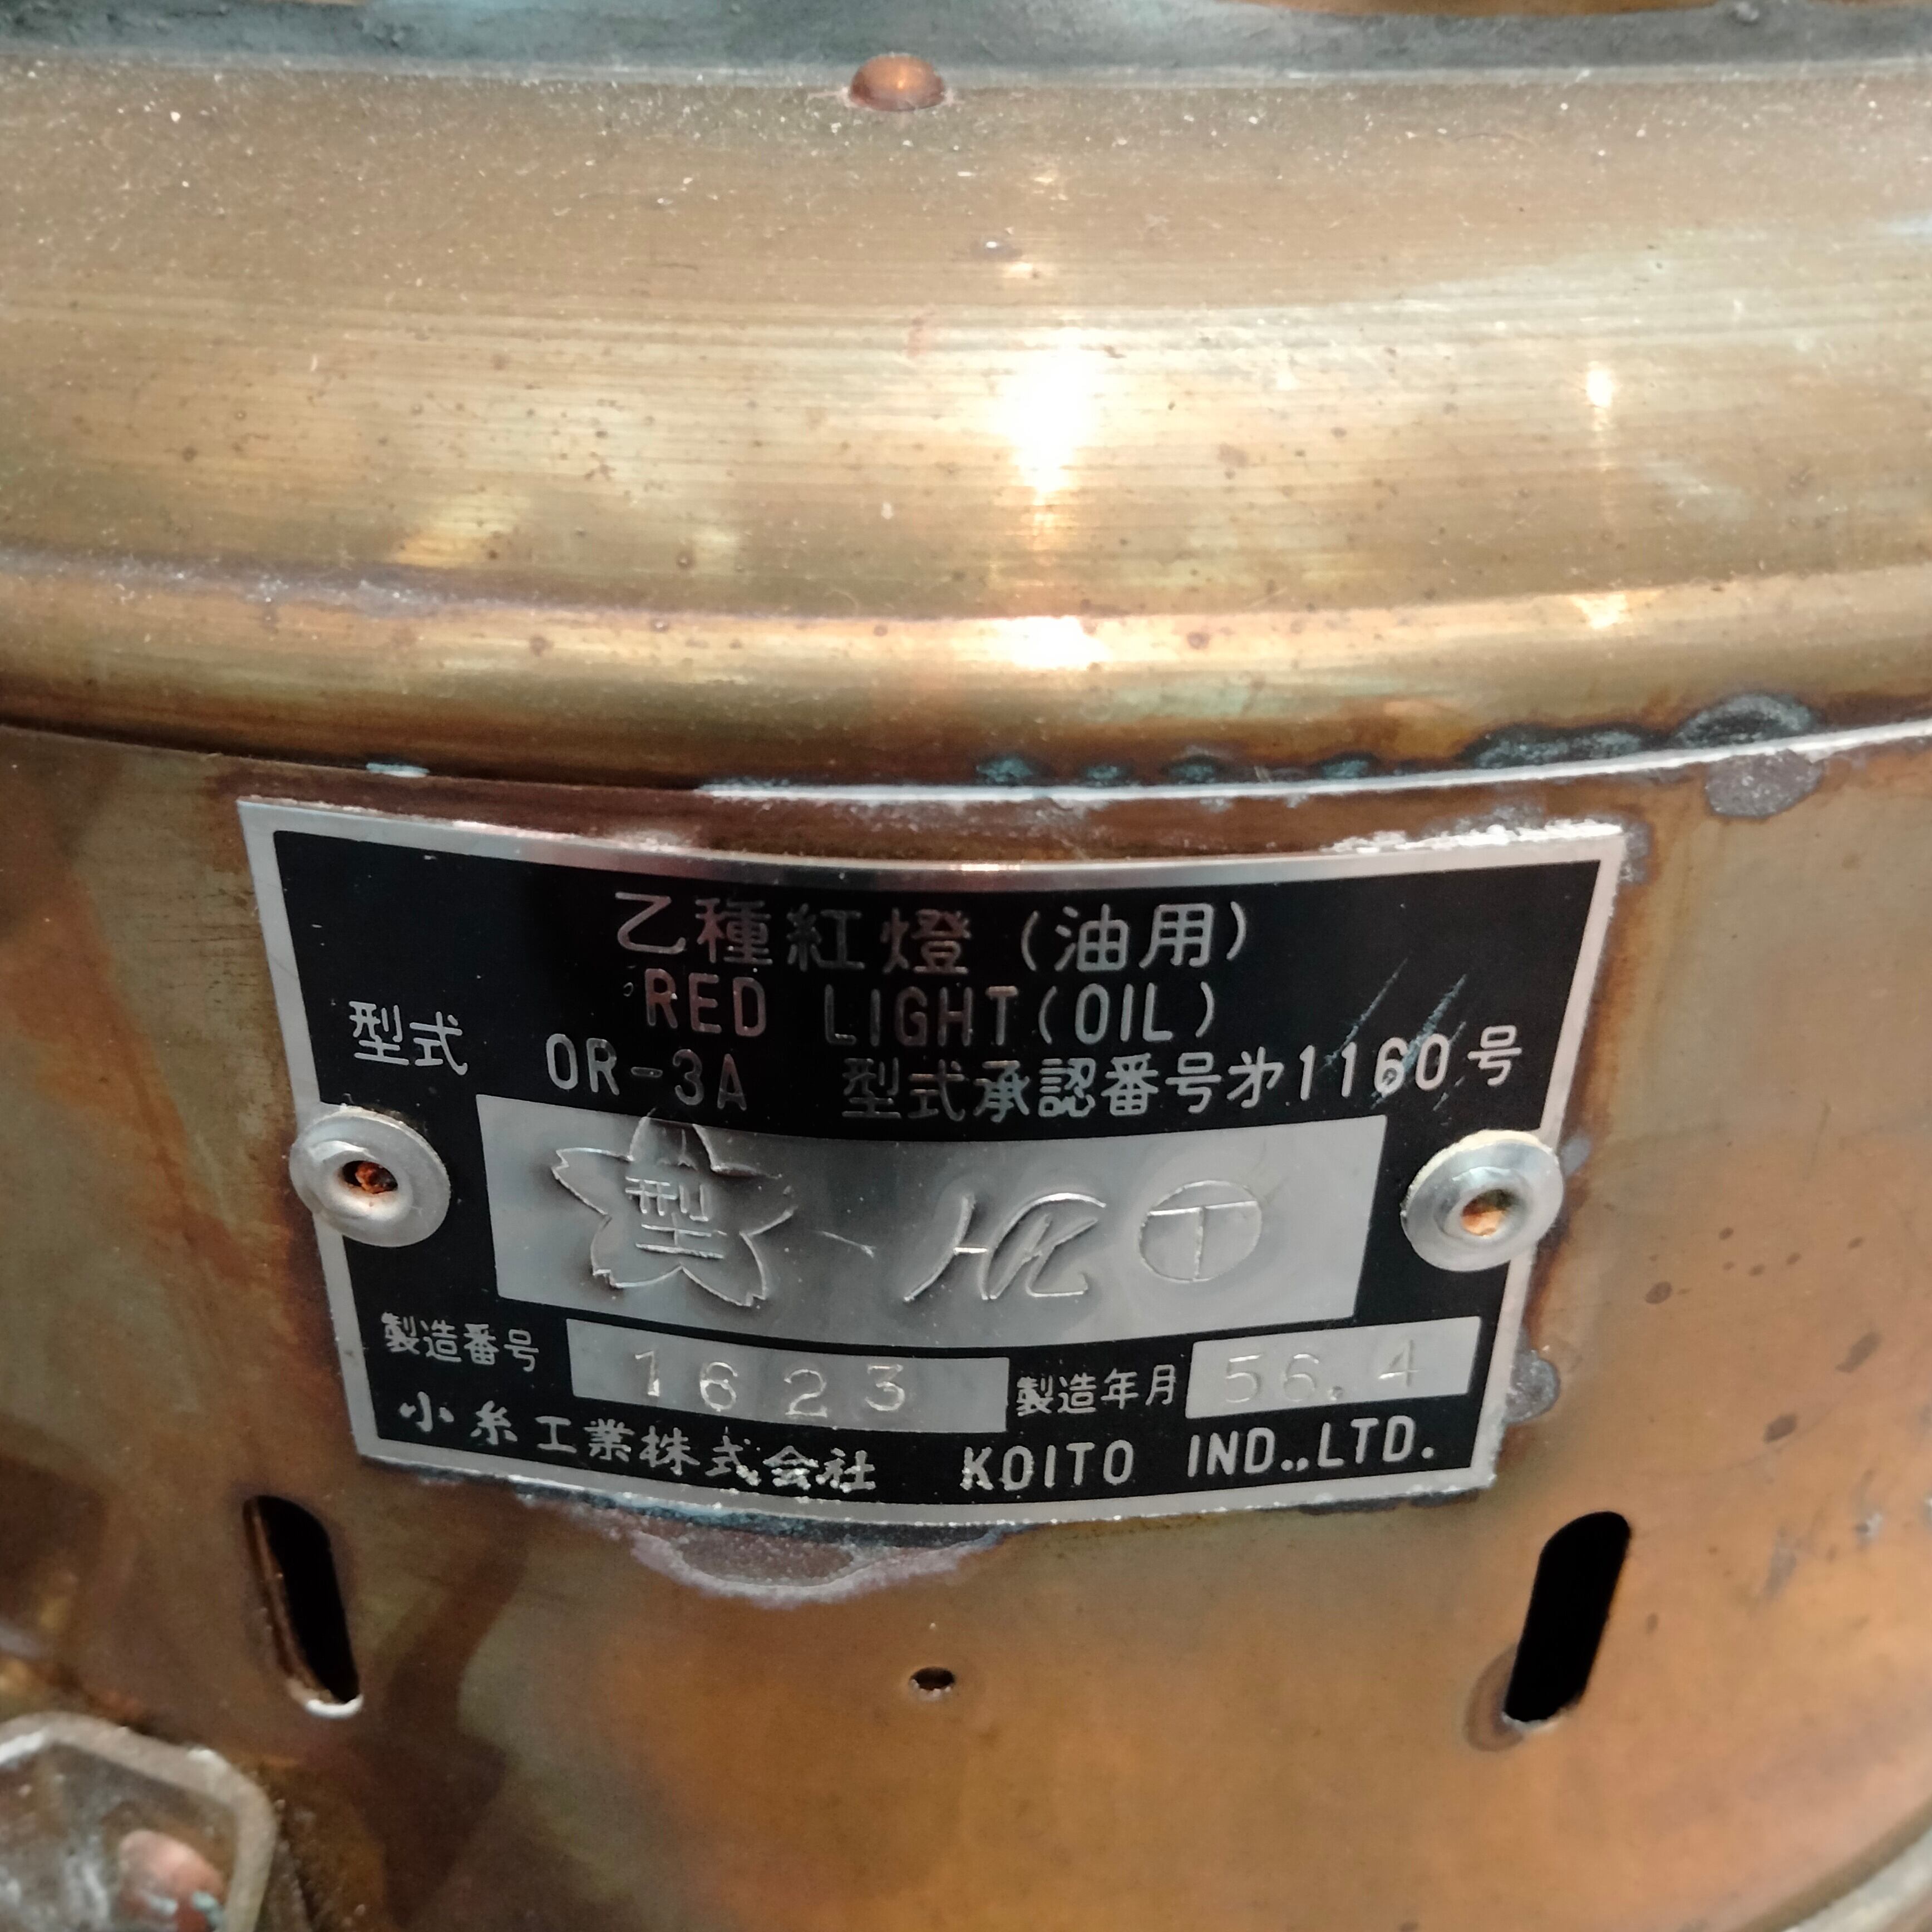 乙種紅燈(油用)
RED LIGHT(OIL)
型式 OR-3A 型式承認番号㐧1160号
型
製造番号 1623 製造年月 56.4
小糸工業株式会社 KOITO IND.,LTD.